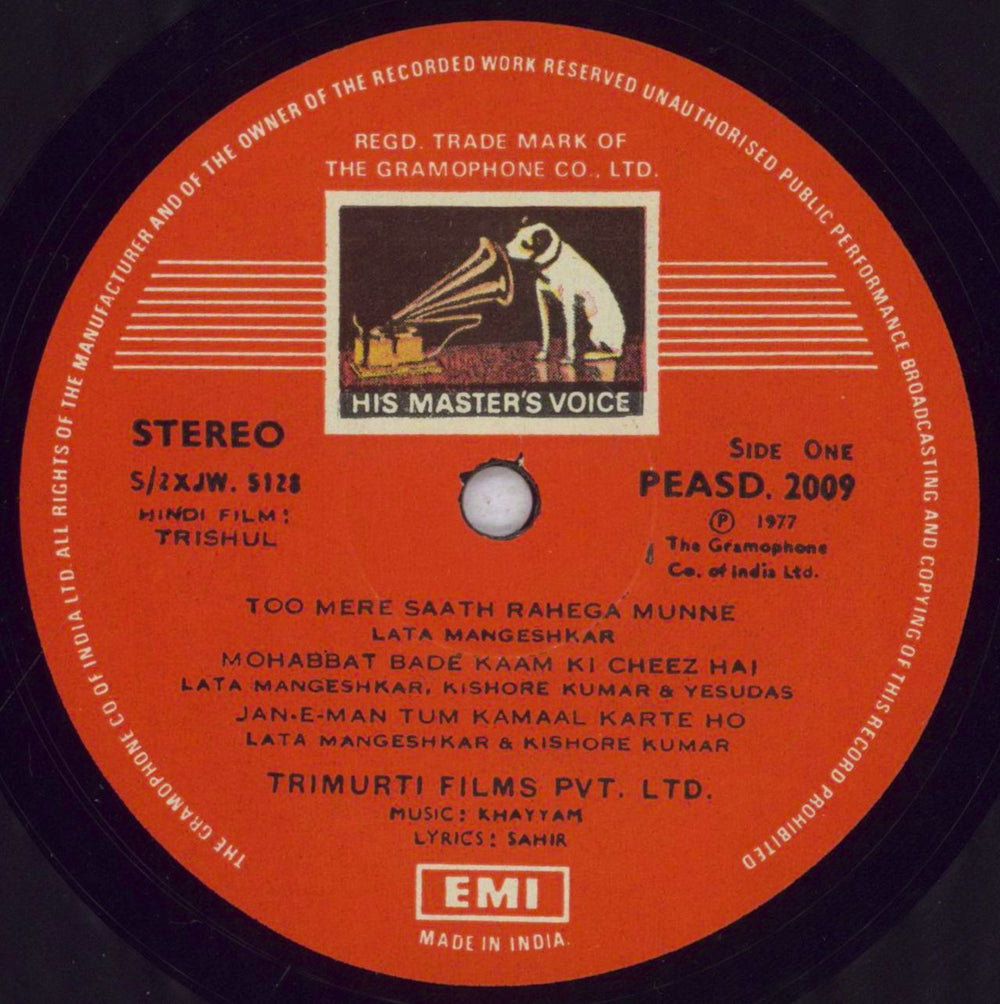 THE GRAMOPHONE CO. OF INDIA LTD. ALL RIGHTS OF THE MANUFACTURER AND OF THE OWNER OF THE RECORDED WORK RESERVED UNAUTHORISED PUBLIC PERFORMANCE BROADCASTING AND COPYING OF THIS RECORD PROHIBITED
REGD. TRADE MARK OF
THE GRAMOPHONE CO., LTD.
HIS MASTER'S VOICE
STEREO
S/2XJW. 5128
HINDI FILM:
TRISHUL
SIDE ONE
PEASD. 2009
Ⓟ 1977
The Gramophone
Co. of India Ltd.
TOO MERE SAATH RAHEGA MUNNE
LATA MANGESHKAR
MOHABBAT BADE KAAM KI CHEEZ HAI
LATA MANGESHKAR, KISHORE KUMAR & YESUDAS
JAN-E-MAN TUM KAMAAL KARTE HO
LATA MANGESHKAR & KISHORE KUMAR
TRIMURTI FILMS PVT. LTD.
MUSIC: KHAYYAM
LYRICS: SAHIR
EMI
MADE IN INDIA.